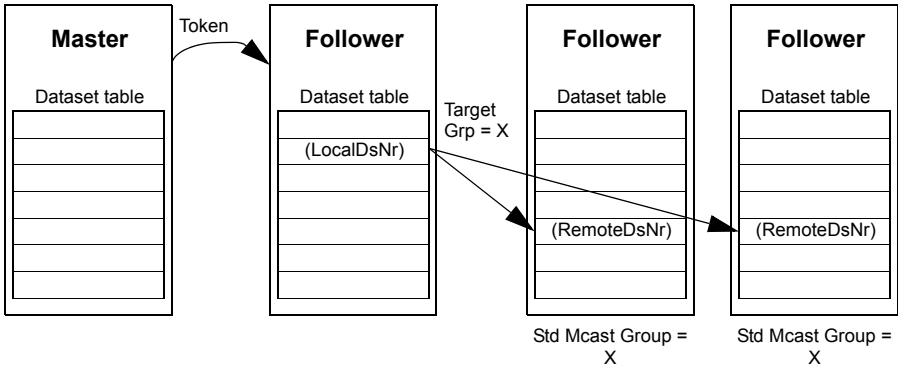 Master
Token
Follower
Follower
Follower
Dataset table
Dataset table
Target
Grp = X
Dataset table
Dataset table
(LocalDsNr)
(RemoteDsNr)
(RemoteDsNr)
Std Mcast Group =
X
Std Mcast Group =
X